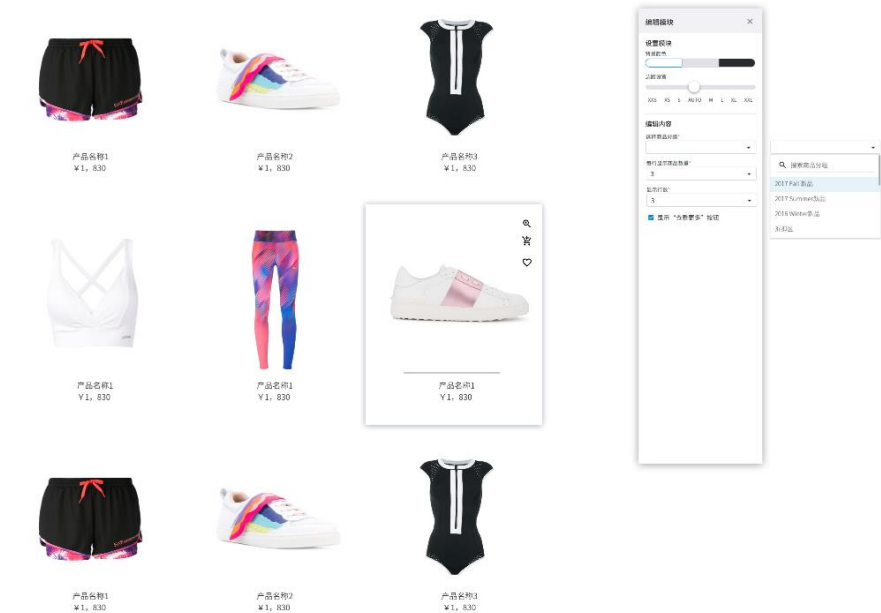 产品名称1
¥1, 830
产品名称2
¥1, 830
产品名称3
¥1, 830
产品名称1
¥1, 830
产品名称1
¥1, 830
产品名称1
¥1, 830
产品名称1
¥1, 830
产品名称2
¥1, 830
产品名称3
¥1, 830
编辑模块
设置模块
背景颜色
XXS XS S AUTO M L XL XXL
编辑内容
选择商品分组*
每行显示商品数量*
3
显示行数*
3
显示 “查看更多” 按钮
搜索商品分组
2017 Fall 新品
2017 Summer新品
2016 Winter新品
折扣区